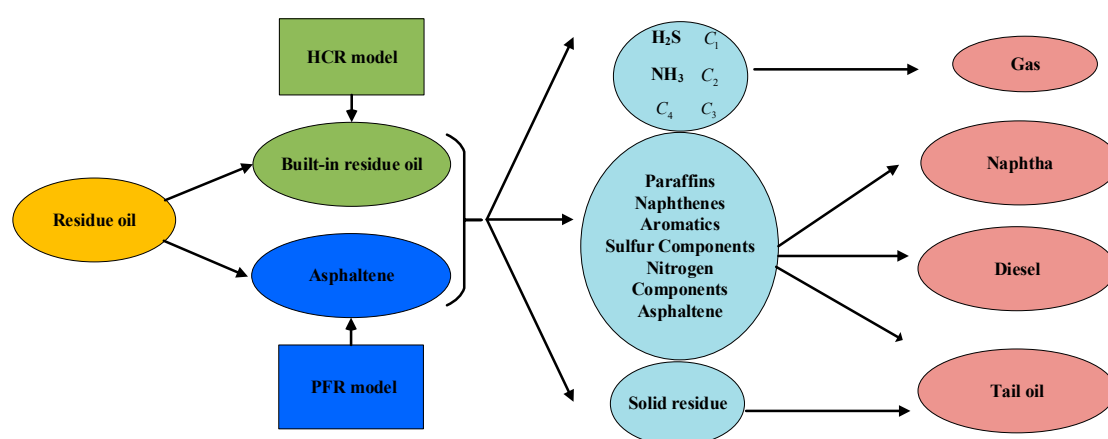 HCR model
Built-in residue oil
Residue oil
Asphaltene
PFR model
H₂S C₁
NH₃ C₂
C₄ C₃
Paraffins
Naphthenes
Aromatics
Sulfur Components
Nitrogen
Components
Asphaltene
Solid residue
Gas
Naphtha
Diesel
Tail oil